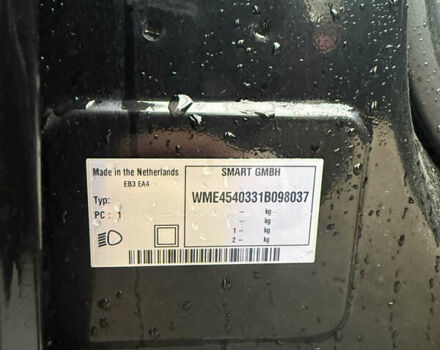 Made in the Netherlands
EB3 EA4
Typ:
PC: 1
SMART GMBH
WME4540331B098037
– kg
– kg
1 – kg
2 – kg